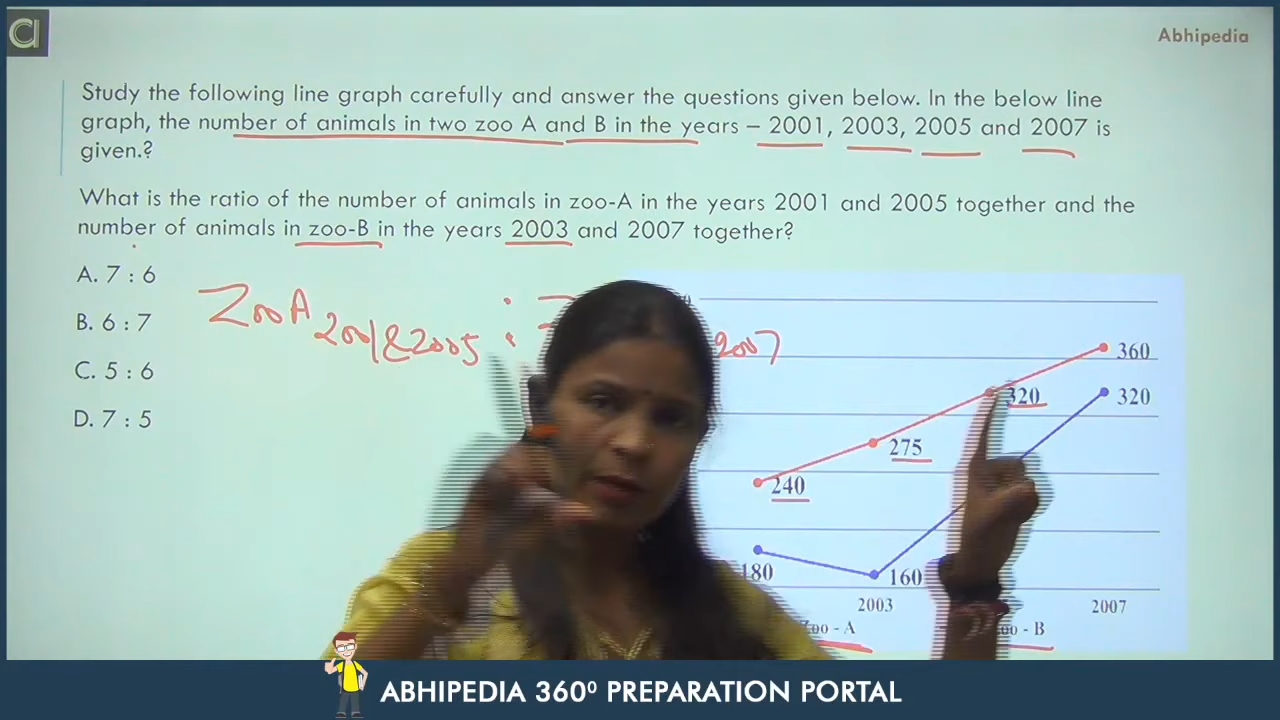 Abhipedia
Study the following line graph carefully and answer the questions given below. In the below line
graph, the number of animals in two zoo A and B in the years – 2001, 2003, 2005 and 2007 is
given.?
What is the ratio of the number of animals in zoo-A in the years 2001 and 2005 together and the
number of animals in zoo-B in the years 2003 and 2007 together?
A. 7 : 6
B. 6 : 7
C. 5 : 6
D. 7 : 5
Zoo A 2001 & 2005 : 2007
360
320
320
275
240
180
160
2003 2007
- A - B
ABHIPEDIA 360⁰ PREPARATION PORTAL